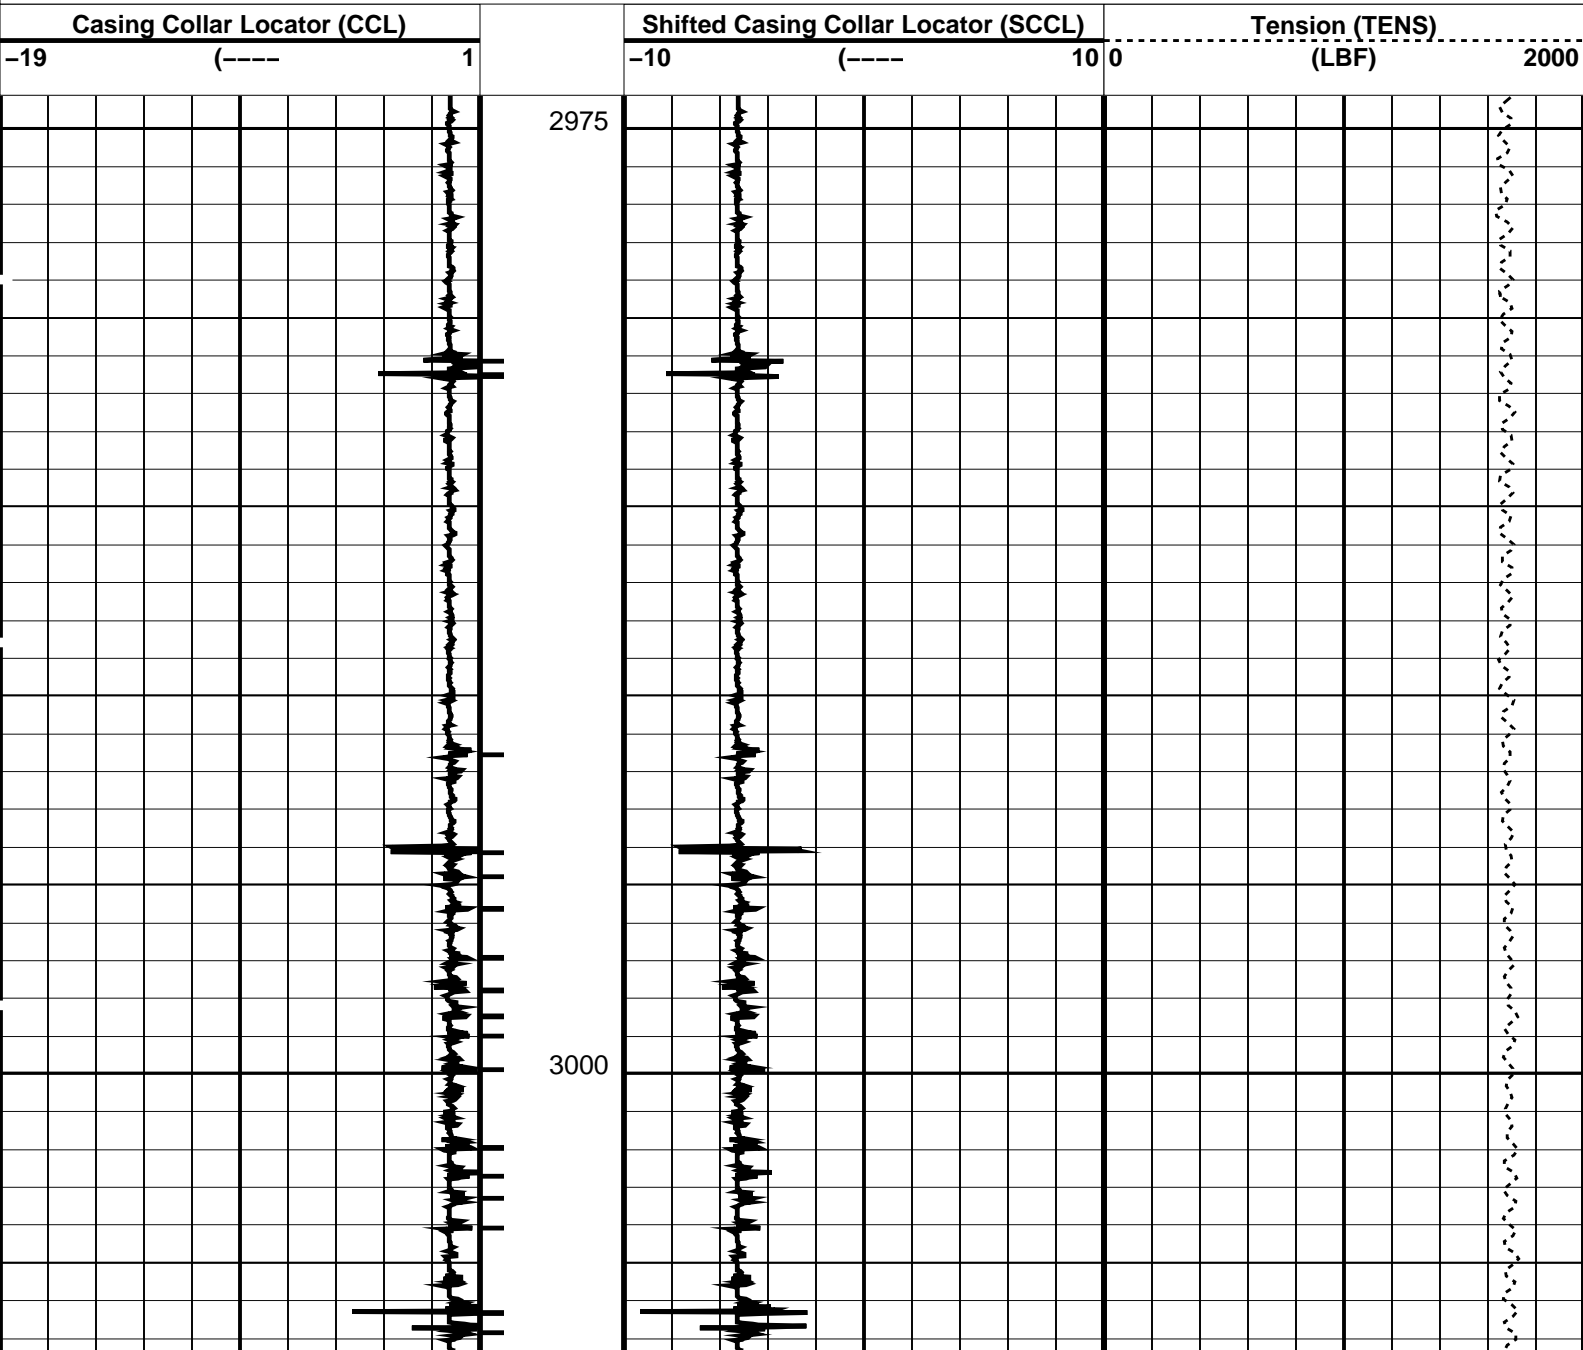 Casing Collar Locator (CCL) Shifted Casing Collar Locator (SCCL) Tension (TENS)
−19 (−−−− 1 −10 (−−−− 10 0 (LBF) 2000
2975
3000